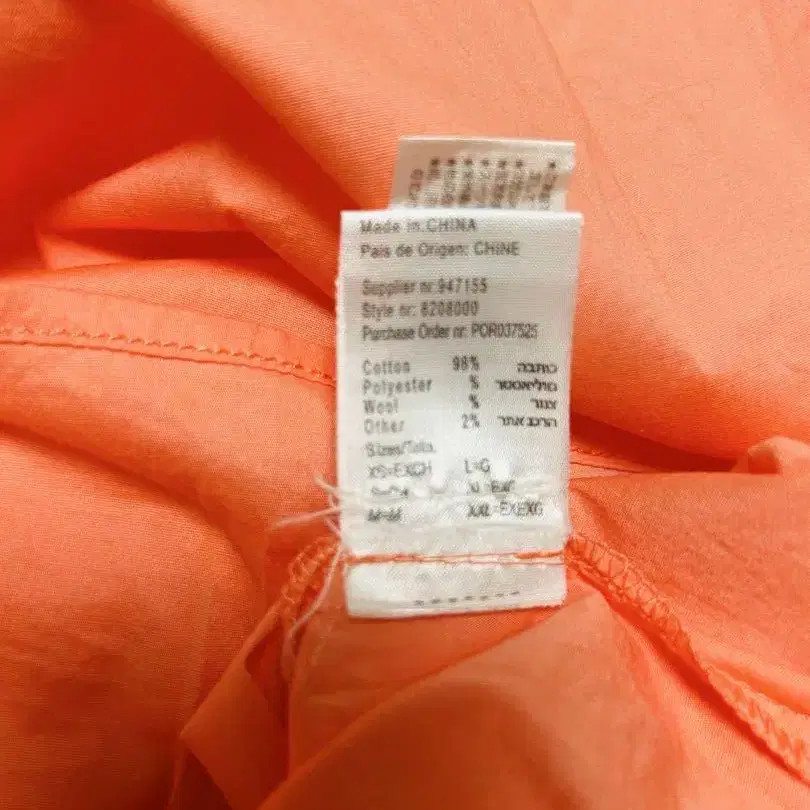 Made in.CHINA
Pais de Origen: CHINE
Supplier nr:947155
Style nr: 8208000
Purchase Order nr: POR037525
Cotton 98% כותנה
Polyester % פוליאסטר
Wool % צמר
Other 2% הרכב אחר
Sizes/Talla
XS=EXCH L=G
M=M XXL=EXEXG